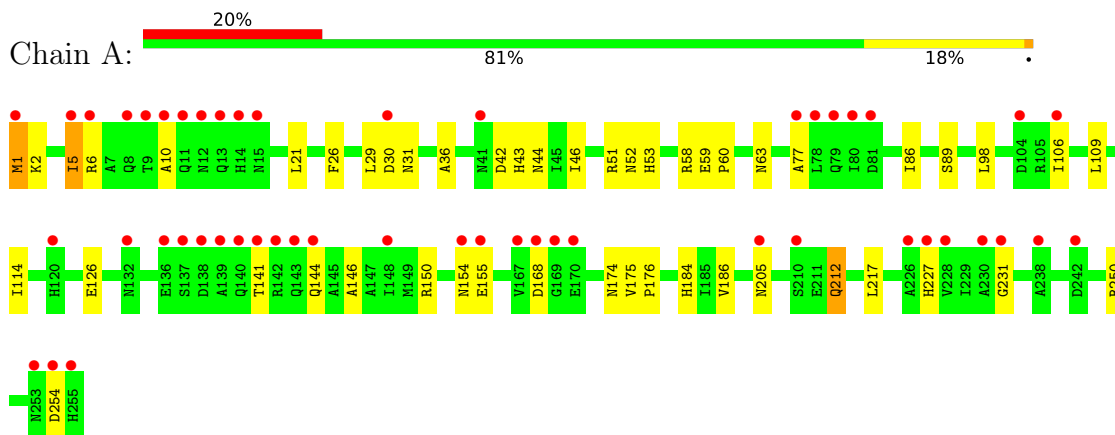 20%
Chain A:
81% 18% •
M1 K2 I5 R6 A7 Q8 T9 A10 Q11 N12 Q13 H14 N15 L21 F26 L29 D30 N31 A36 N41 D42 H43 N44 I45 I46 R51 N52 H53 R58 E59 P60 N63 A77 L78 Q79 I80 D81 I86 S89 L98 D104 R105 I106 L109
I114 H120 E126 N132 E136 S137 D138 A139 Q140 T141 R142 Q143 Q144 A145 A146 A147 I148 M149 R150 N154 E155 V167 D168 G169 E170 N174 V175 P176 H184 I185 V186 N205 S210 E211 Q212 L217 A226 H227 V228 I229 A230 G231 A238 D242
N253 D254 H255